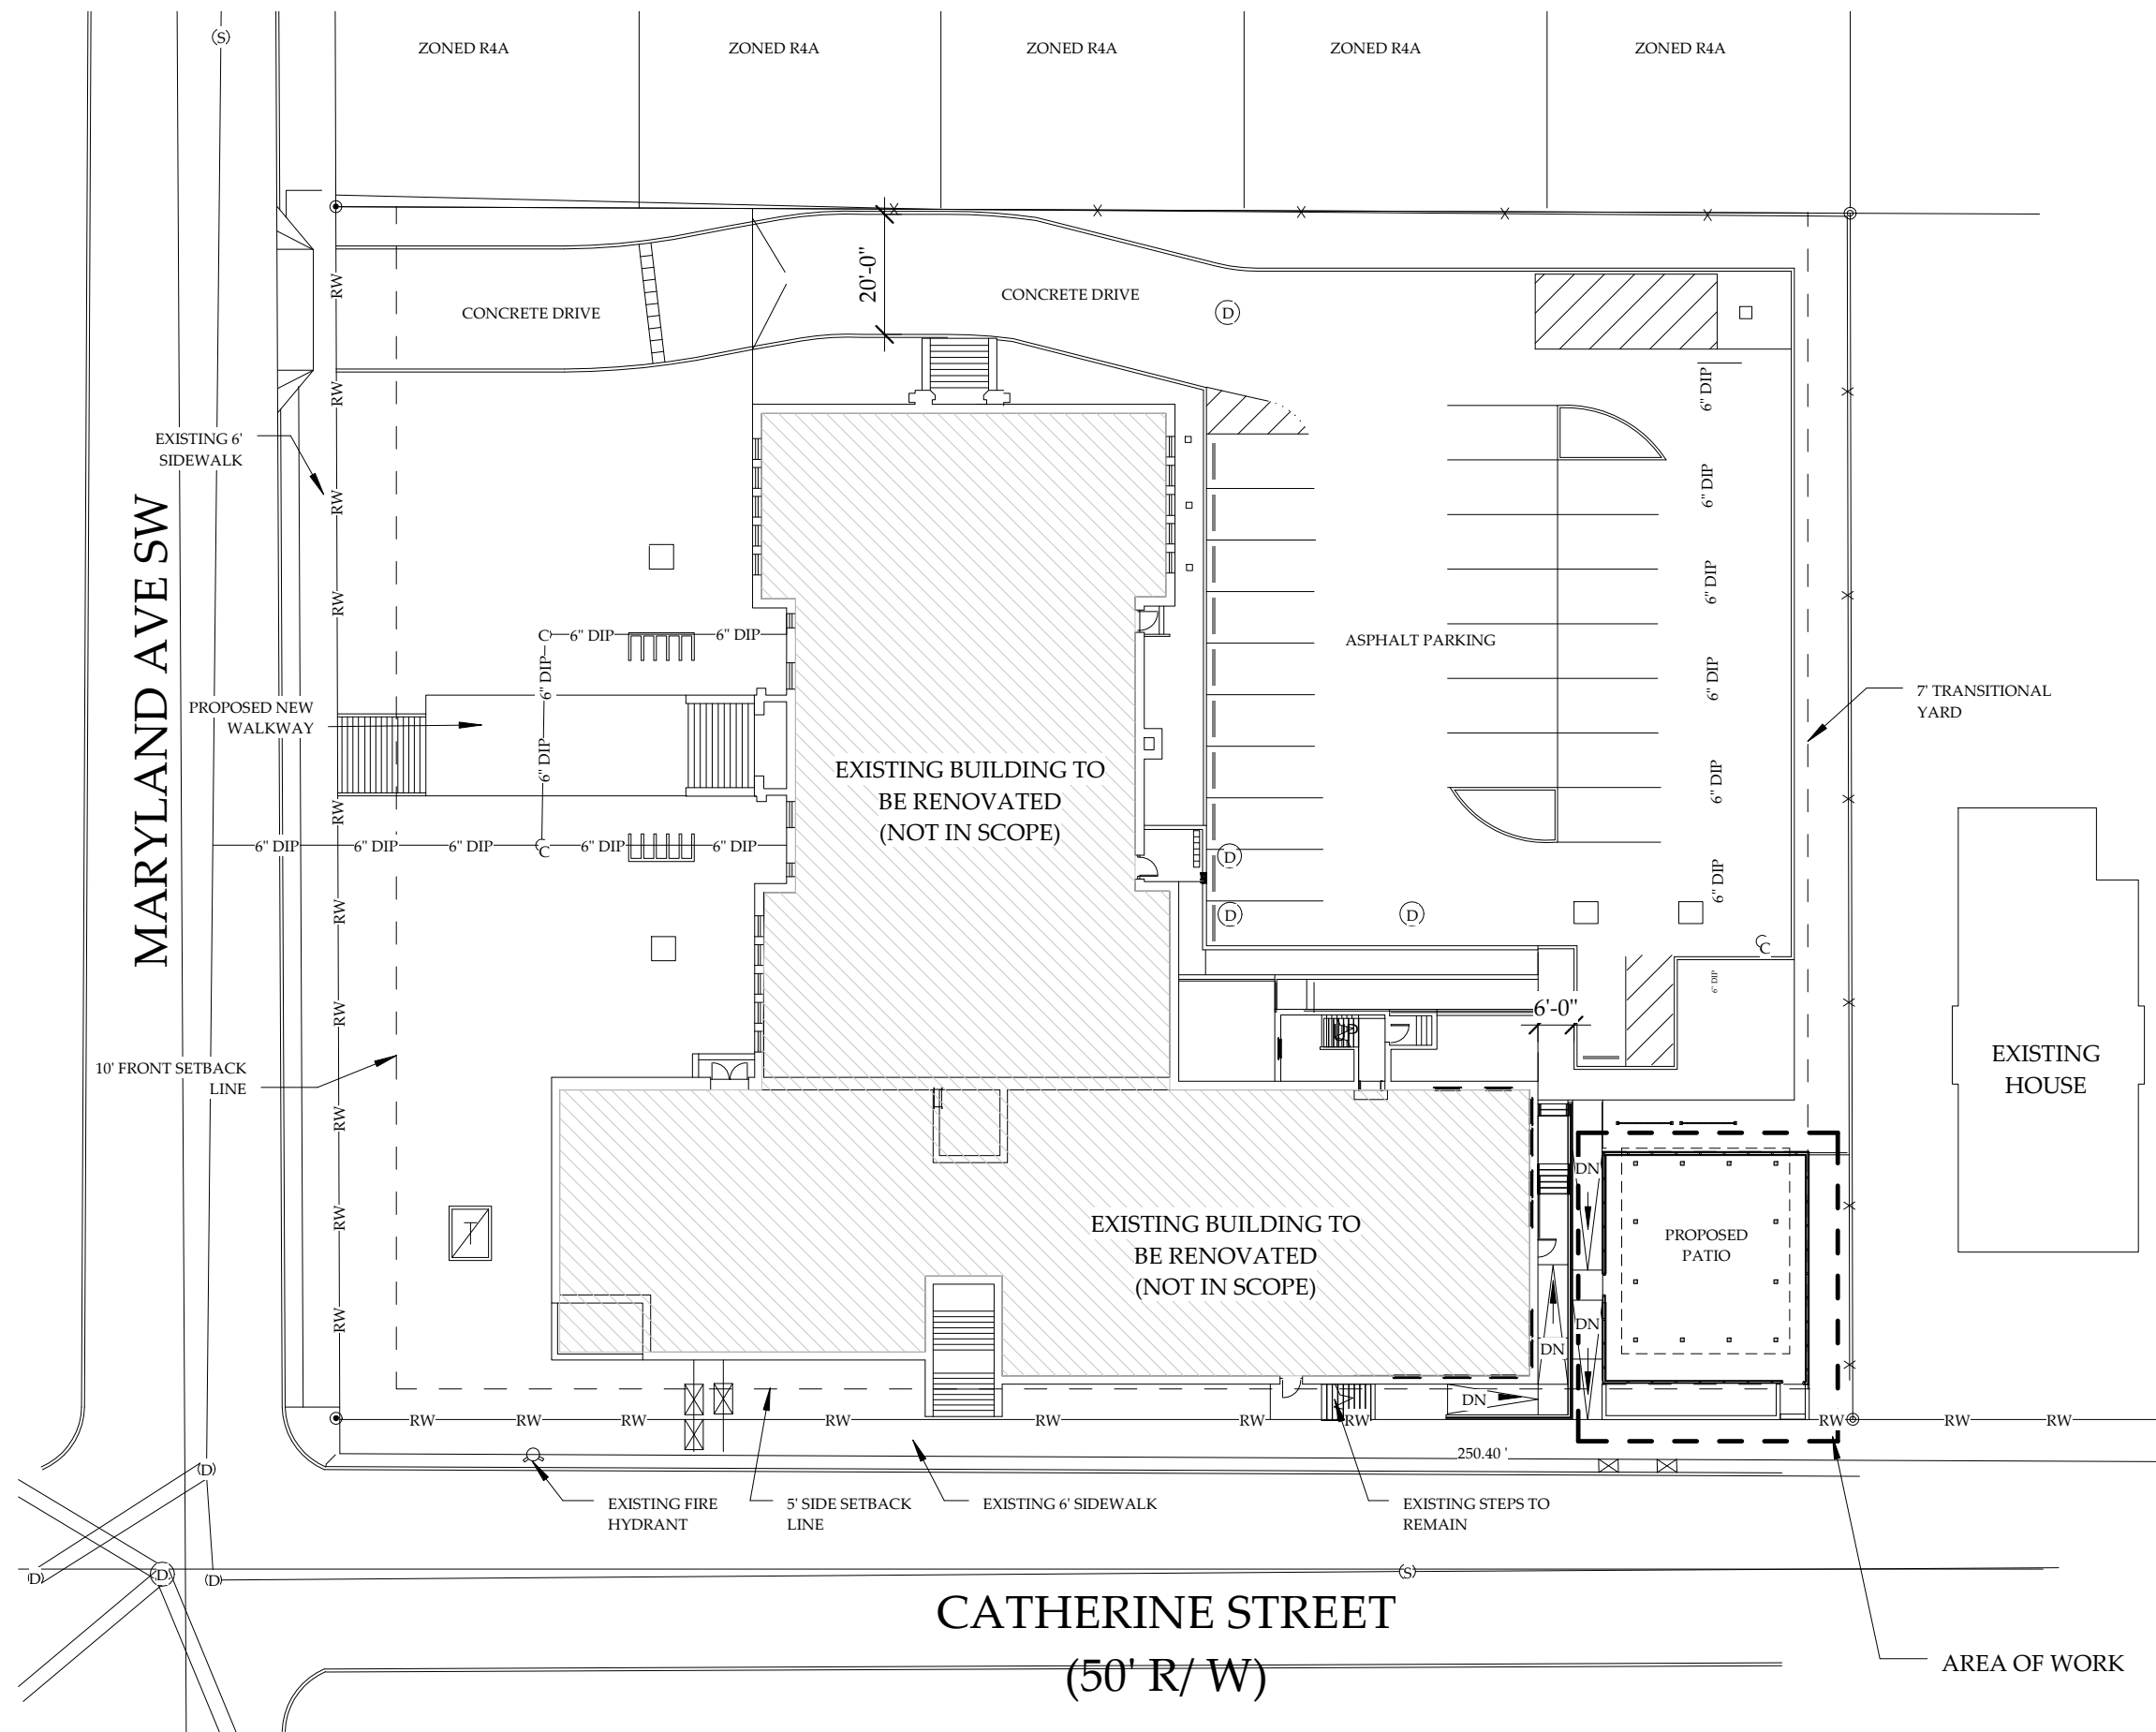 (S)
ZONED R4A
ZONED R4A
ZONED R4A
ZONED R4A
ZONED R4A
X
X
X
X
X
20'-0"
CONCRETE DRIVE
CONCRETE DRIVE
D
RW
RW
RW
RW
RW
RW
RW
RW
RW
RW
EXISTING 6'
SIDEWALK
MARYLAND AVE SW
6" DIP
6" DIP
6" DIP
6" DIP
6" DIP
6" DIP
6" DIP
X
X
X
X
X
X
C
6" DIP
6" DIP
6" DIP
6" DIP
ASPHALT PARKING
PROPOSED NEW
WALKWAY
7' TRANSITIONAL
YARD
EXISTING BUILDING TO
BE RENOVATED
(NOT IN SCOPE)
6" DIP
6" DIP
6" DIP
C
6" DIP
6" DIP
D
D
D
C
6'-0"
10' FRONT SETBACK
LINE
EXISTING
HOUSE
DN
PROPOSED
PATIO
EXISTING BUILDING TO
BE RENOVATED
(NOT IN SCOPE)
T
DN
DN
DN
RW
RW
RW
RW
RW
RW
RW
RW
RW
RW
250.40 '
(D)
EXISTING FIRE
HYDRANT
5' SIDE SETBACK
LINE
EXISTING 6' SIDEWALK
EXISTING STEPS TO
REMAIN
(D)
D
(D)
(S)
CATHERINE STREET
(50' R/ W)
AREA OF WORK